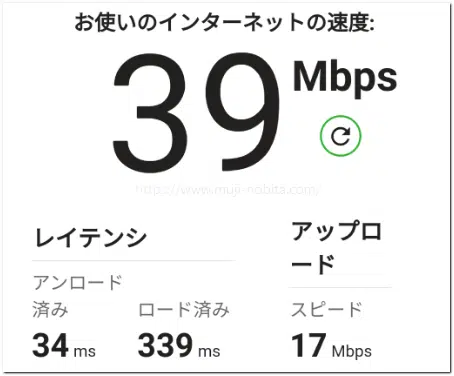 お使いのインターネットの速度:
39 Mbps
http://www.muji-nobita.com/
レイテンシ
アンロード
済み
ロード済み
34 ms
339 ms
アップロ
ード
スピード
17 Mbps